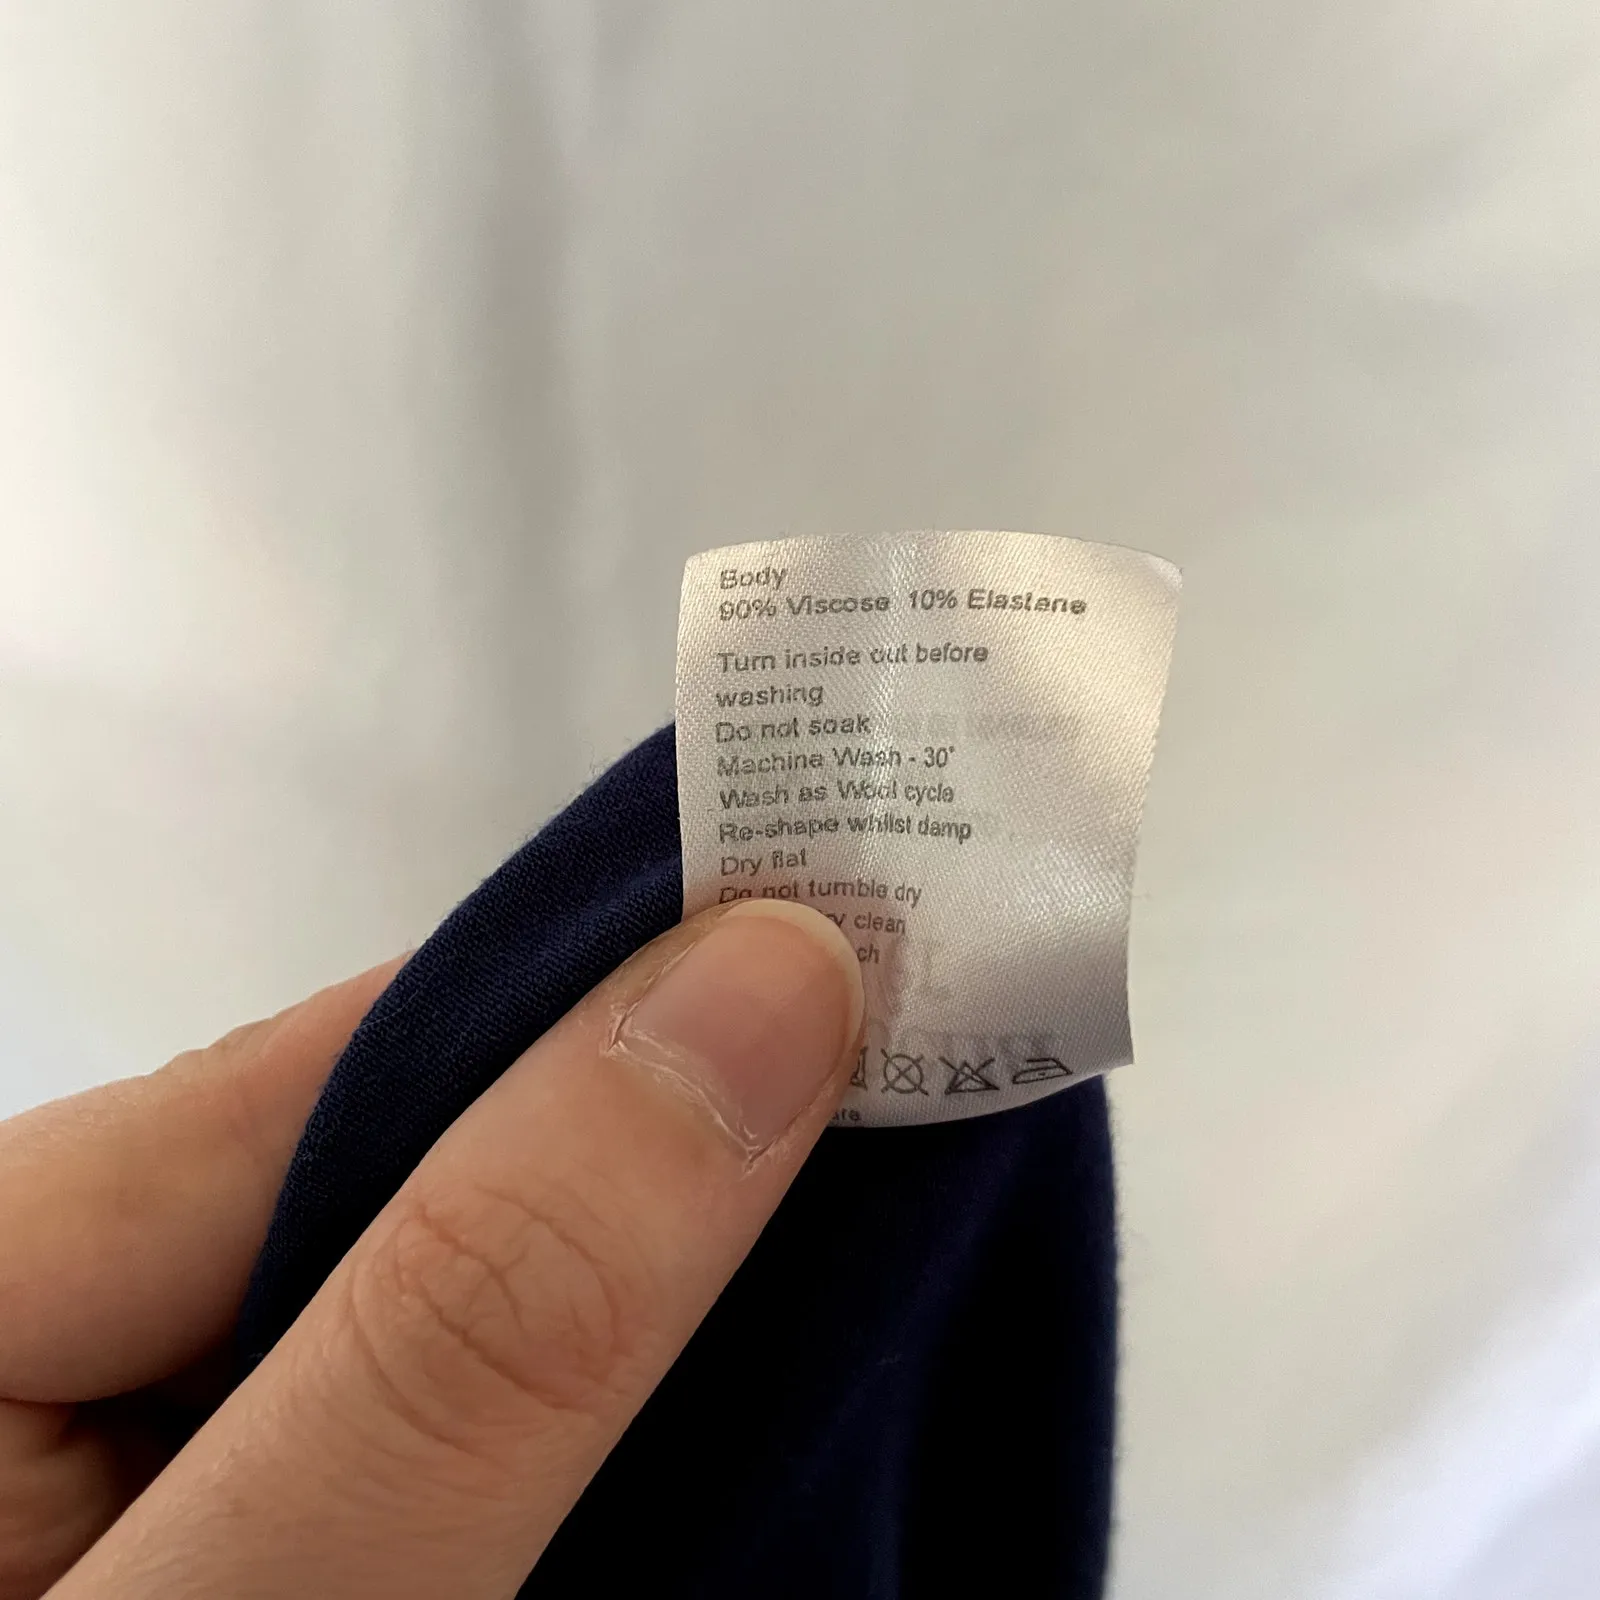 Body
90% Viscose 10% Elastane
Turn inside out before
washing
Do not soak
Machine Wash - 30°
Wash as Wool cycle
Re-shape whilst damp
Dry flat
Do not tumble dry
clean